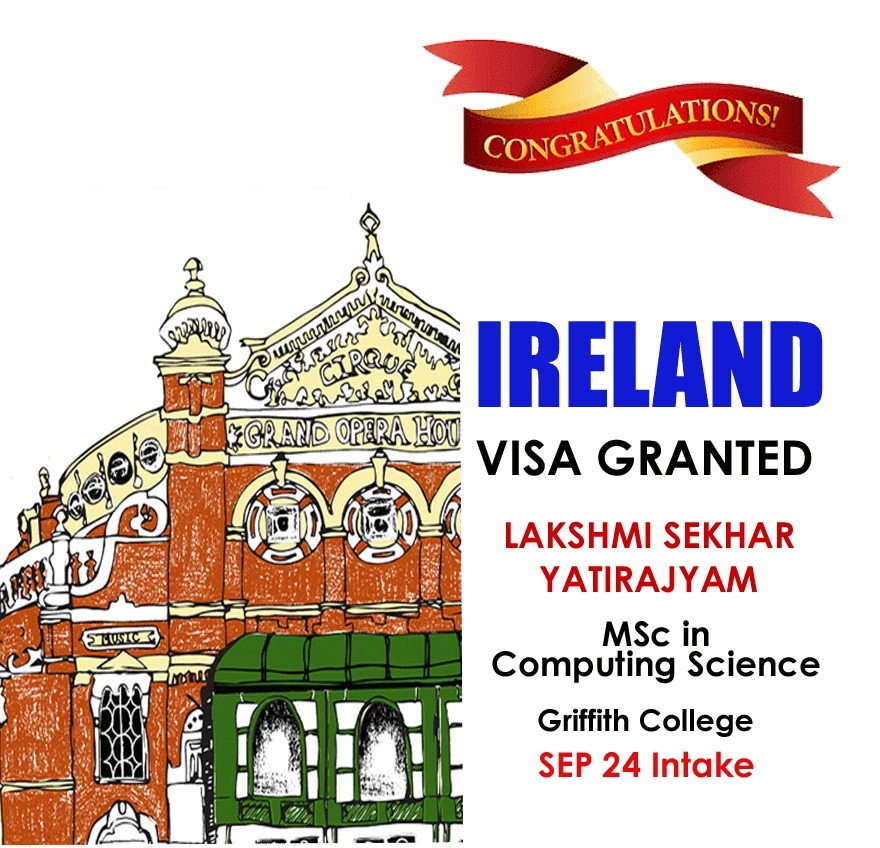 CONGRATULATIONS!
CIRQUE
GRAND OPERA HOU
MUSIC
IRELAND
VISA GRANTED
LAKSHMI SEKHAR
YATIRAJYAM
MSc in
Computing Science
Griffith College
SEP 24 Intake